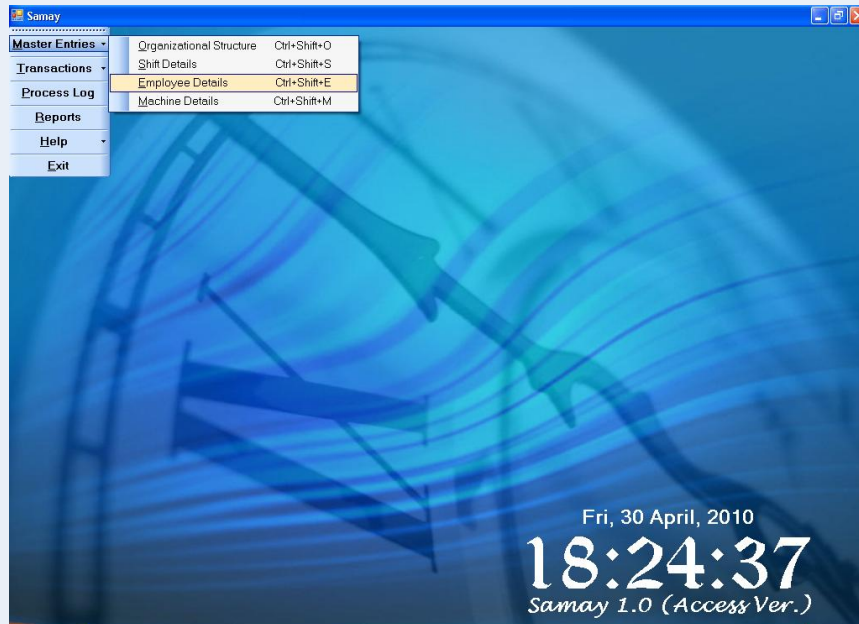 Samay
Master Entries
Organizational Structure Ctrl+Shift+O
Shift Details Ctrl+Shift+S
Employee Details Ctrl+Shift+E
Machine Details Ctrl+Shift+M
Transactions
Process Log
Reports
Help
Exit
Fri, 30 April, 2010
18:24:37
Samay 1.0 (Access Ver.)